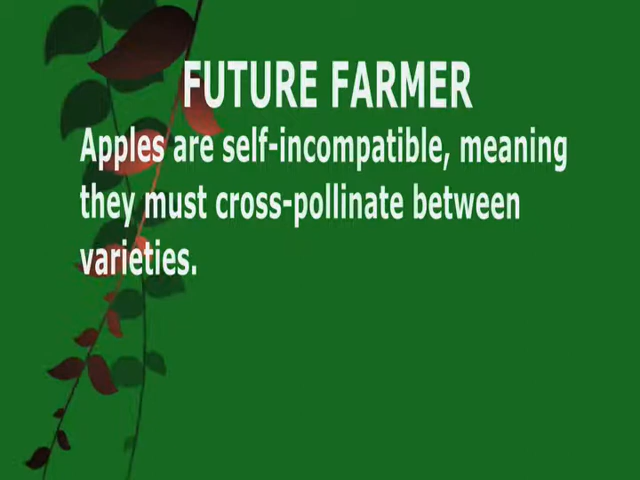 FUTURE FARMER
Apples are self-incompatible, meaning
they must cross-pollinate between
varieties.